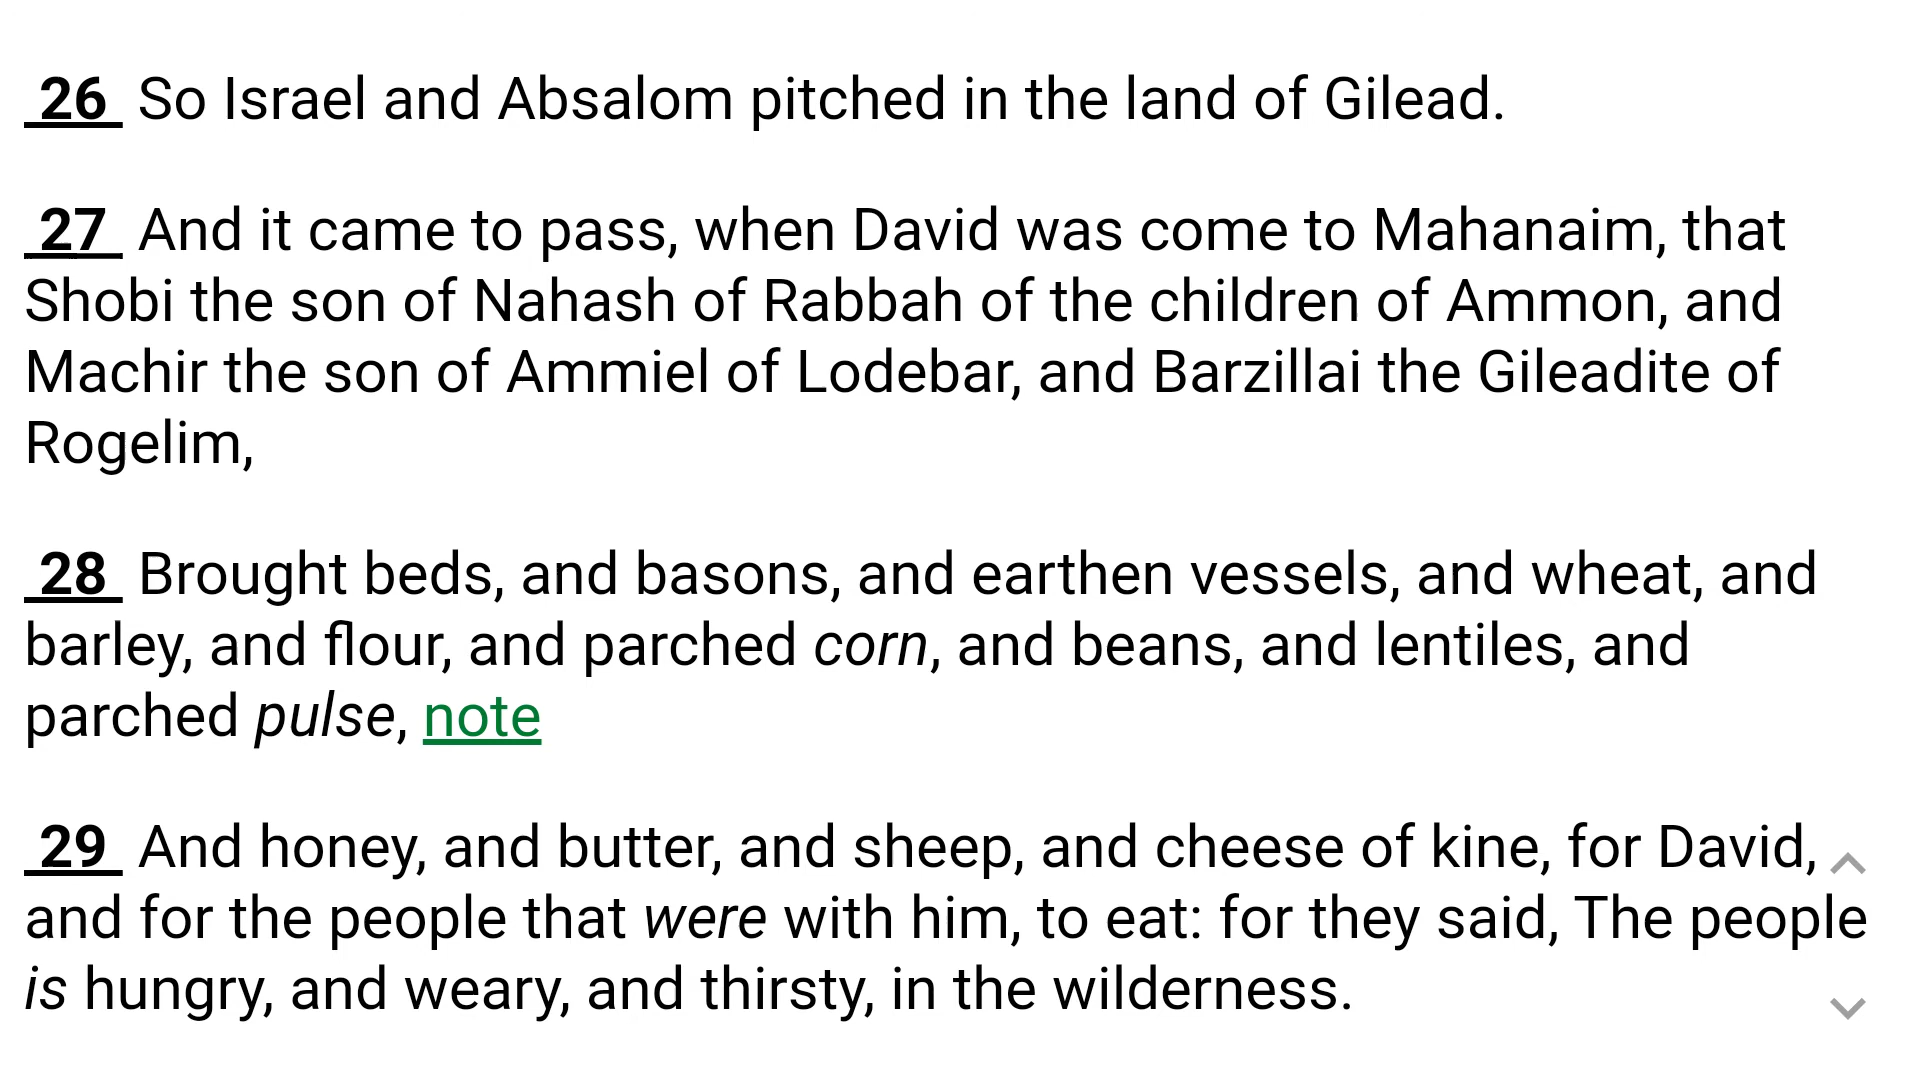 26 So Israel and Absalom pitched in the land of Gilead.
27 And it came to pass, when David was come to Mahanaim, that
Shobi the son of Nahash of Rabbah of the children of Ammon, and
Machir the son of Ammiel of Lodebar, and Barzillai the Gileadite of
Rogelim,
28 Brought beds, and basons, and earthen vessels, and wheat, and
barley, and flour, and parched corn, and beans, and lentiles, and
parched pulse, note
29 And honey, and butter, and sheep, and cheese of kine, for David,
and for the people that were with him, to eat: for they said, The people
is hungry, and weary, and thirsty, in the wilderness.